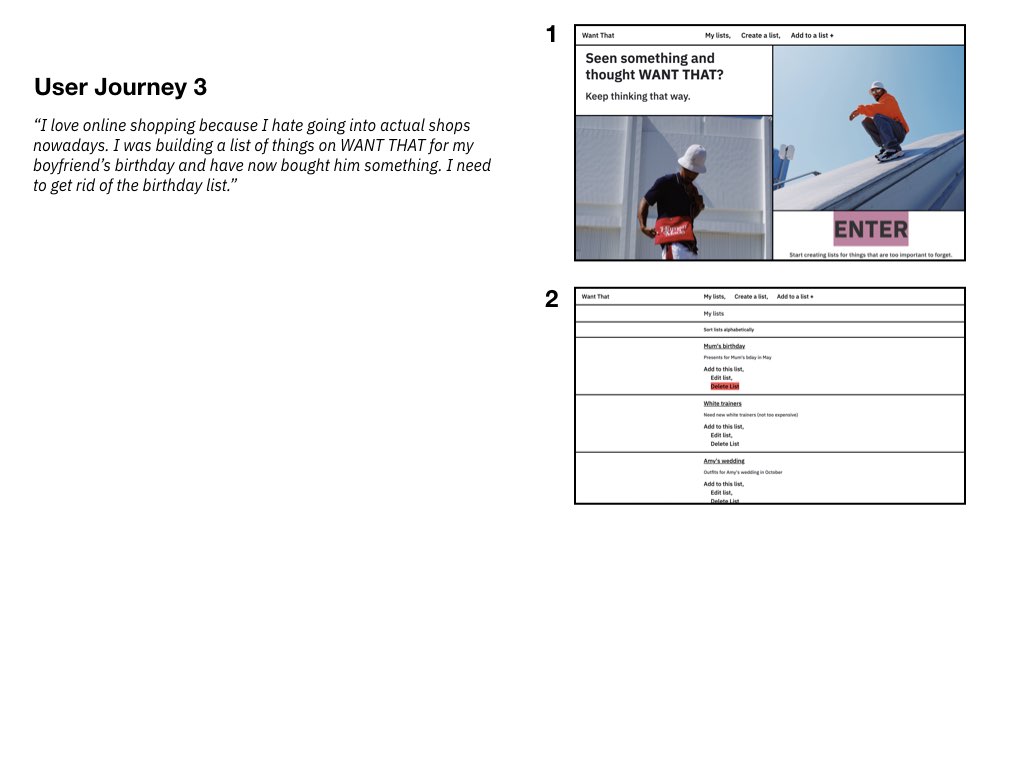 User Journey 3
“I love online shopping because I hate going into actual shops
nowadays. I was building a list of things on WANT THAT for my
boyfriend’s birthday and have now bought him something. I need
to get rid of the birthday list.”
1
Want That
My lists, Create a list, Add to a list +
Seen something and
thought WANT THAT?
Keep thinking that way.
ENTER
Start creating lists for things that are too important to forget.
2
Want That
My lists, Create a list, Add to a list +
My lists
Sort lists alphabetically
Mum's birthday
Presents for Mum's bday in May
Add to this list,
Edit list,
Delete List
White trainers
Need new white trainers (not too expensive)
Add to this list,
Edit list,
Delete List
Amy's wedding
Outfits for Amy's wedding in October
Add to this list,
Edit list,
Delete List